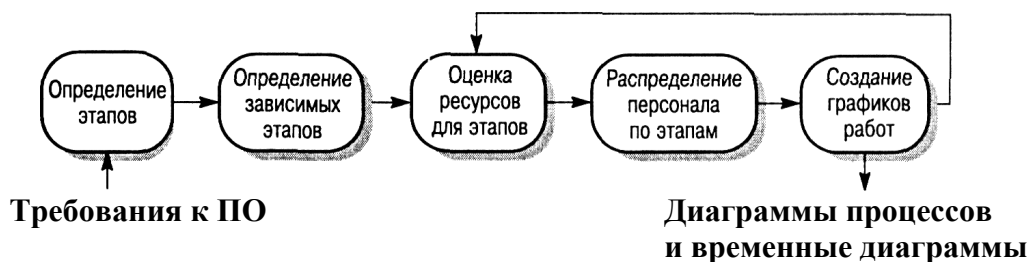 Определение
этапов
Определение
зависимых
этапов
Оценка
ресурсов
для этапов
Распределение
персонала
по этапам
Создание
графиков
работ
Требования к ПО
Диаграммы процессов
и временные диаграммы